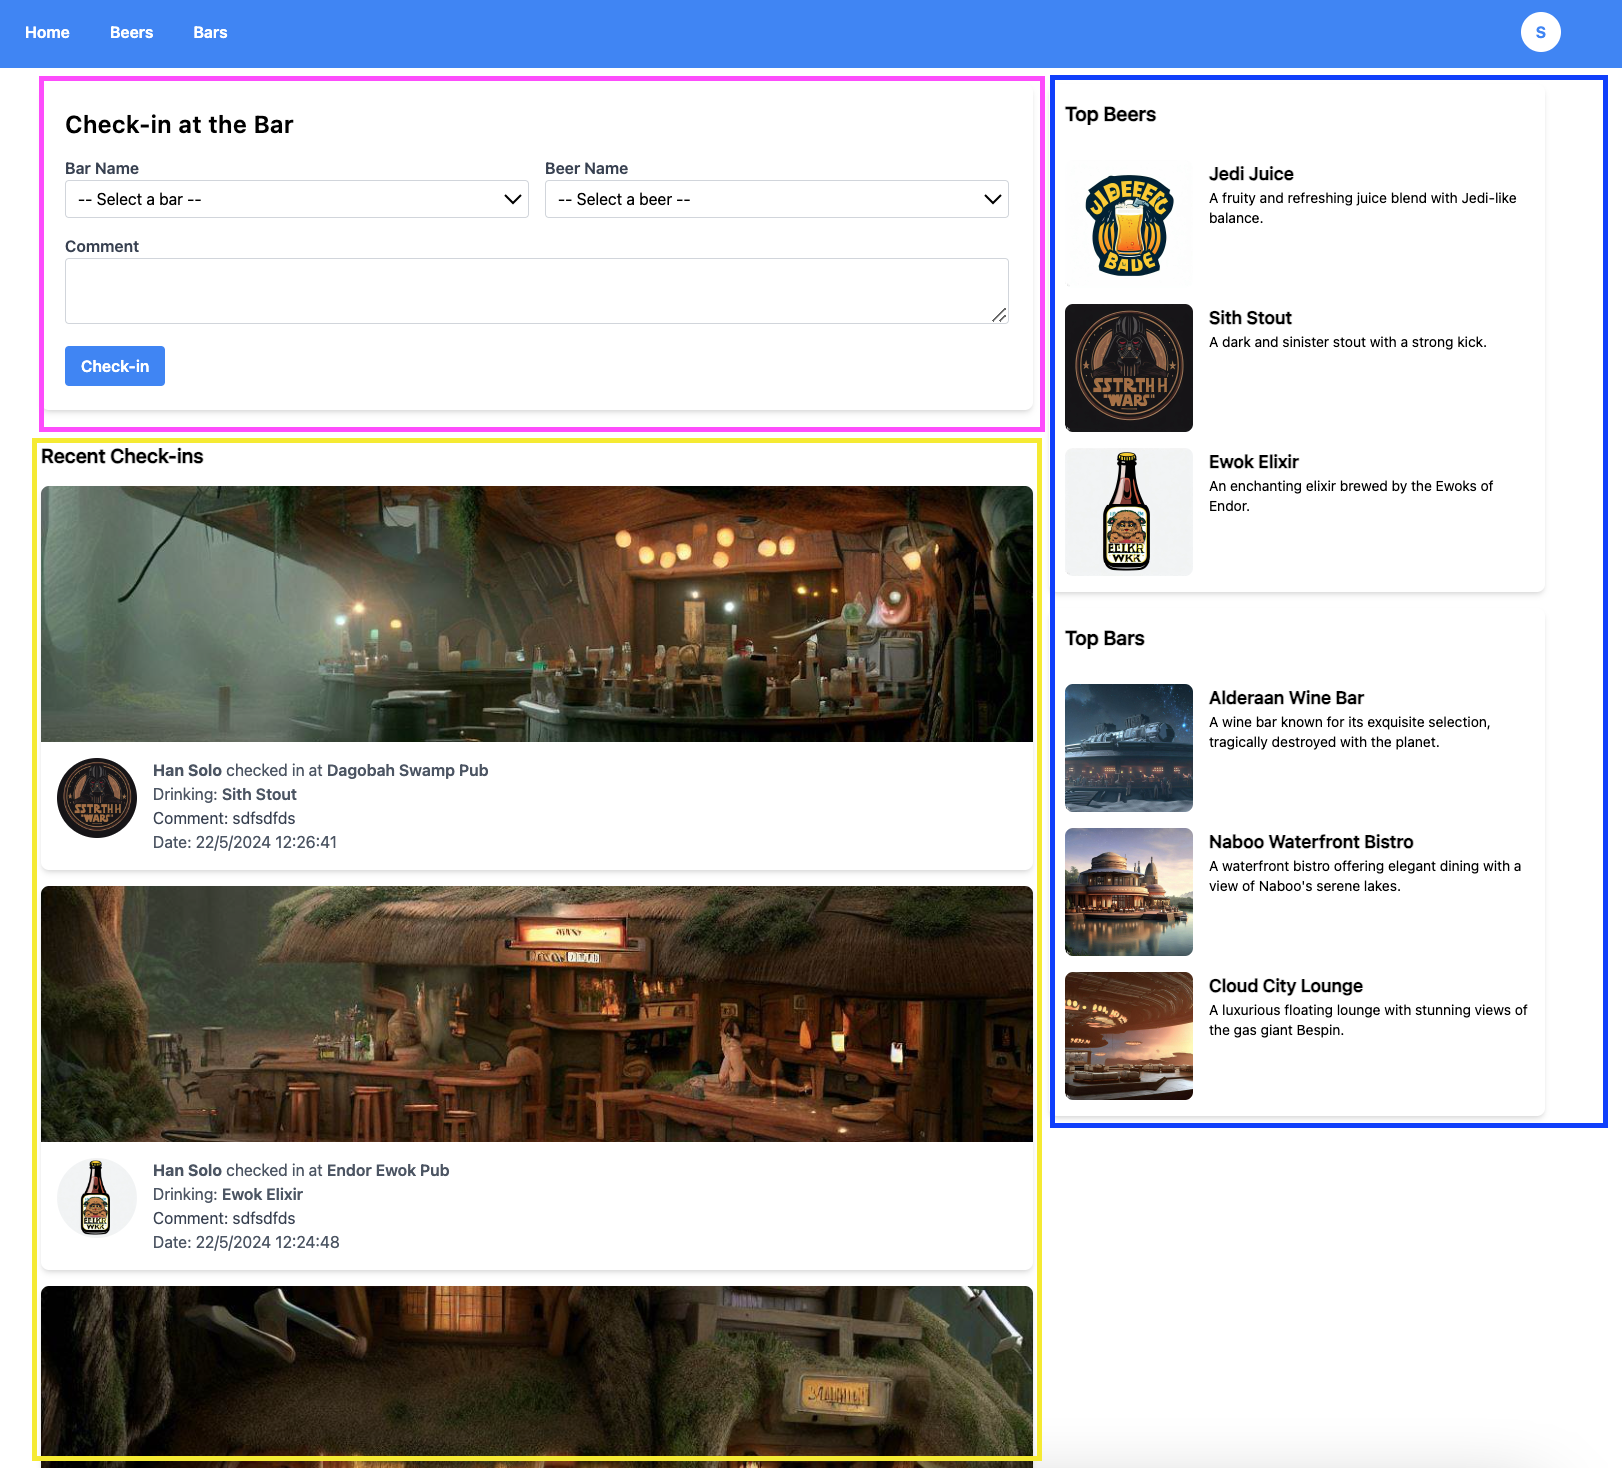 Home
Beers
Bars
S
Check-in at the Bar
Bar Name
Beer Name
-- Select a bar --
-- Select a beer --
Comment
Check-in
Recent Check-ins
Han Solo checked in at Dagobah Swamp Pub
Drinking: Sith Stout
Comment: sdfsdfds
Date: 22/5/2024 12:26:41
Han Solo checked in at Endor Ewok Pub
Drinking: Ewok Elixir
Comment: sdfsdfds
Date: 22/5/2024 12:24:48
Top Beers
BADE
Jedi Juice
A fruity and refreshing juice blend with Jedi-like
balance.
SSTRTH H
"WARS"
Sith Stout
A dark and sinister stout with a strong kick.
WKR
Ewok Elixir
An enchanting elixir brewed by the Ewoks of
Endor.
Top Bars
Alderaan Wine Bar
A wine bar known for its exquisite selection,
tragically destroyed with the planet.
Naboo Waterfront Bistro
A waterfront bistro offering elegant dining with a
view of Naboo's serene lakes.
Cloud City Lounge
A luxurious floating lounge with stunning views of
the gas giant Bespin.